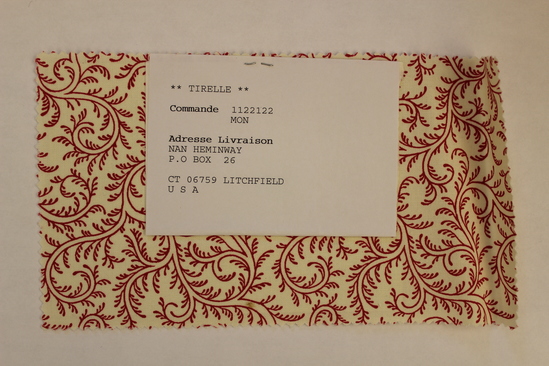 ** TIRELLE **
Commande 1122122
MON
Adresse Livraison
NAN HEMINWAY
P.O BOX 26
CT 06759 LITCHFIELD
U S A